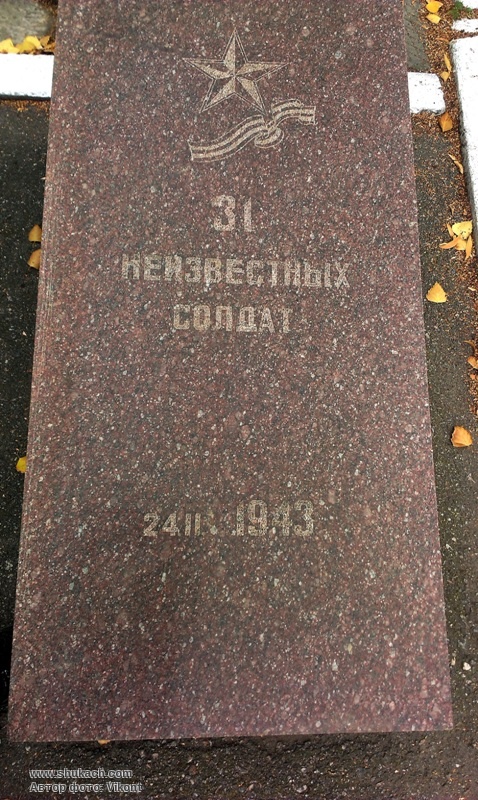 31
НЕИЗВЕСТНЫХ
СОЛДАТ
1943
www.shukach.com
Автор фото: Vikont